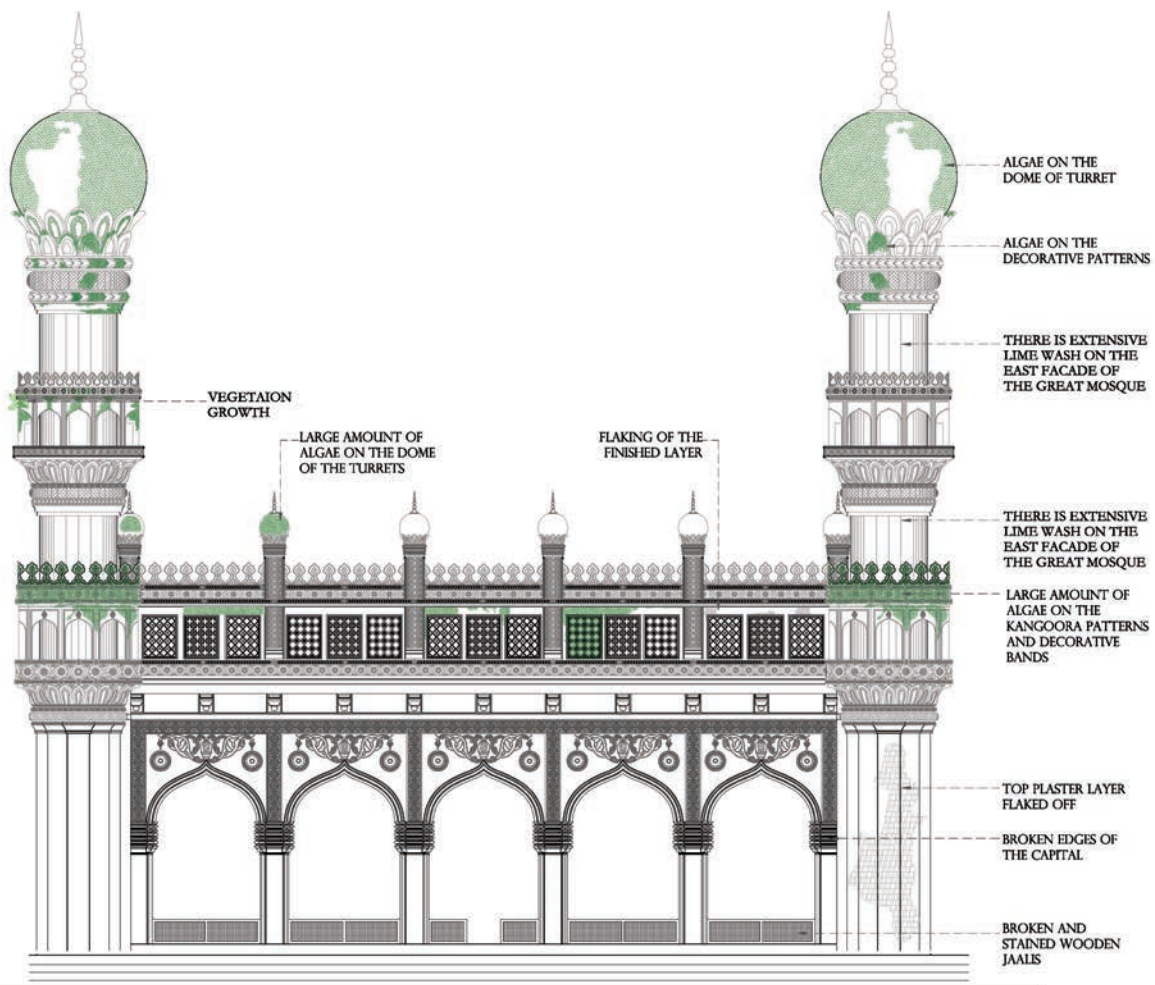 ALGAE ON THE
DOME OF TURRET
ALGAE ON THE
DECORATIVE PATTERNS
THERE IS EXTENSIVE
LIME WASH ON THE
EAST FACADE OF
THE GREAT MOSQUE
VEGETAION
GROWTH
LARGE AMOUNT OF
ALGAE ON THE DOME
OF THE TURRETS
FLAKING OF THE
FINISHED LAYER
THERE IS EXTENSIVE
LIME WASH ON THE
EAST FACADE OF
THE GREAT MOSQUE
LARGE AMOUNT OF
ALGAE ON THE
KANGOORA PATTERNS
AND DECORATIVE
BANDS
TOP PLASTER LAYER
FLAKED OFF
BROKEN EDGES OF
THE CAPITAL
BROKEN AND
STAINED WOODEN
JAALIS